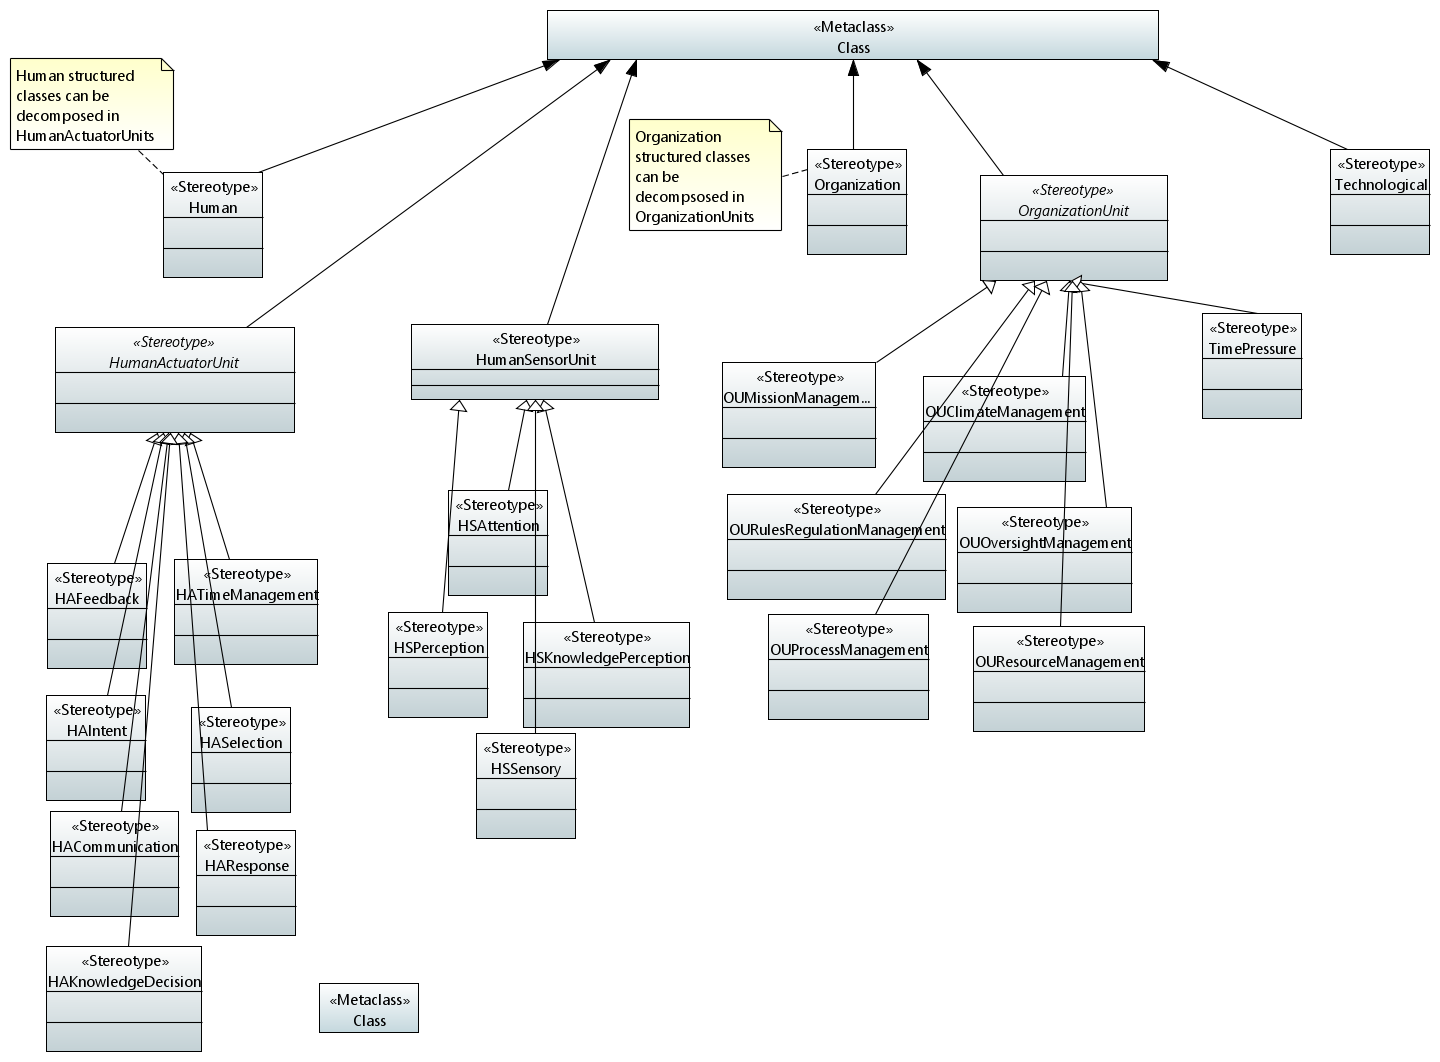 «Metaclass»
Class
Human structured
classes can be
decomposed in
HumanActuatorUnits
Organization
structured classes
can be
decompsosed in
OrganizationUnits
«Stereotype»
Human
«Stereotype»
Organization
«Stereotype»
OrganizationUnit
«Stereotype»
Technological
«Stereotype»
HumanActuatorUnit
«Stereotype»
HumanSensorUnit
«Stereotype»
TimePressure
«Stereotype»
OUMissionManagem...
«Stereotype»
OUClimateManagement
«Stereotype»
HSAttention
«Stereotype»
OURulesRegulationManagement
«Stereotype»
OUOversightManagement
«Stereotype»
HAFeedback
«Stereotype»
HATimeManagement
«Stereotype»
HSPerception
«Stereotype»
HSKnowledgePerception
«Stereotype»
OUProcessManagement
«Stereotype»
OUResourceManagement
«Stereotype»
HAIntent
«Stereotype»
HASelection
«Stereotype»
HSSensory
«Stereotype»
HACommunication
«Stereotype»
HAResponse
«Stereotype»
HAKnowledgeDecision
«Metaclass»
Class